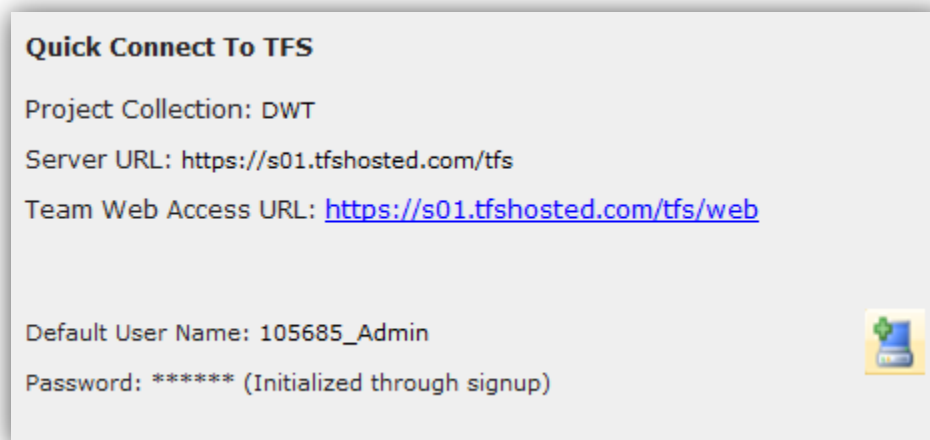 Quick Connect To TFS
Project Collection: DWT
Server URL: https://s01.tfshosted.com/tfs
Team Web Access URL: https://s01.tfshosted.com/tfs/web
Default User Name: 105685_Admin
Password: ****** (Initialized through signup)